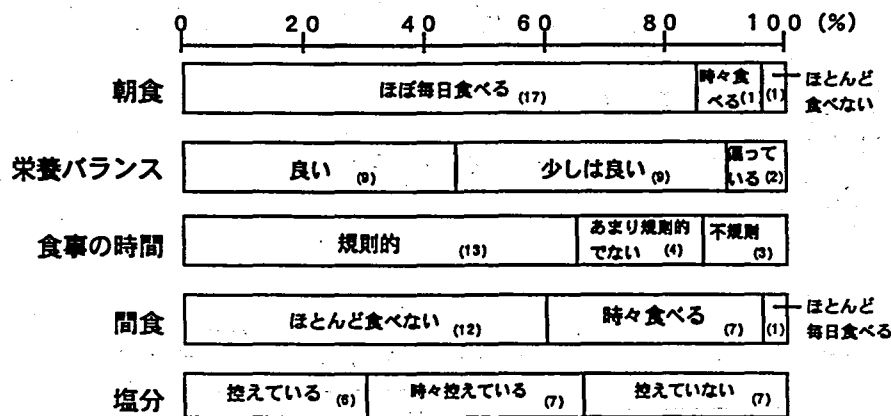 0 20 40 60 80 100 (%)
朝食
ほぼ毎日食べる (17)
時々食
べる(1
(1)
ほとんど
食べない
栄養バランス
良い (9)
少しは良い (9)
偏って
いる(2)
食事の時間
規則的 (13)
あまり規則的
でない (4)
不規則
(3)
間食
ほとんど食べない (12)
時々食べる (7)
(1)
ほとんど
毎日食べる
塩分
控えている (6)
時々控えている (7)
控えていない (7)